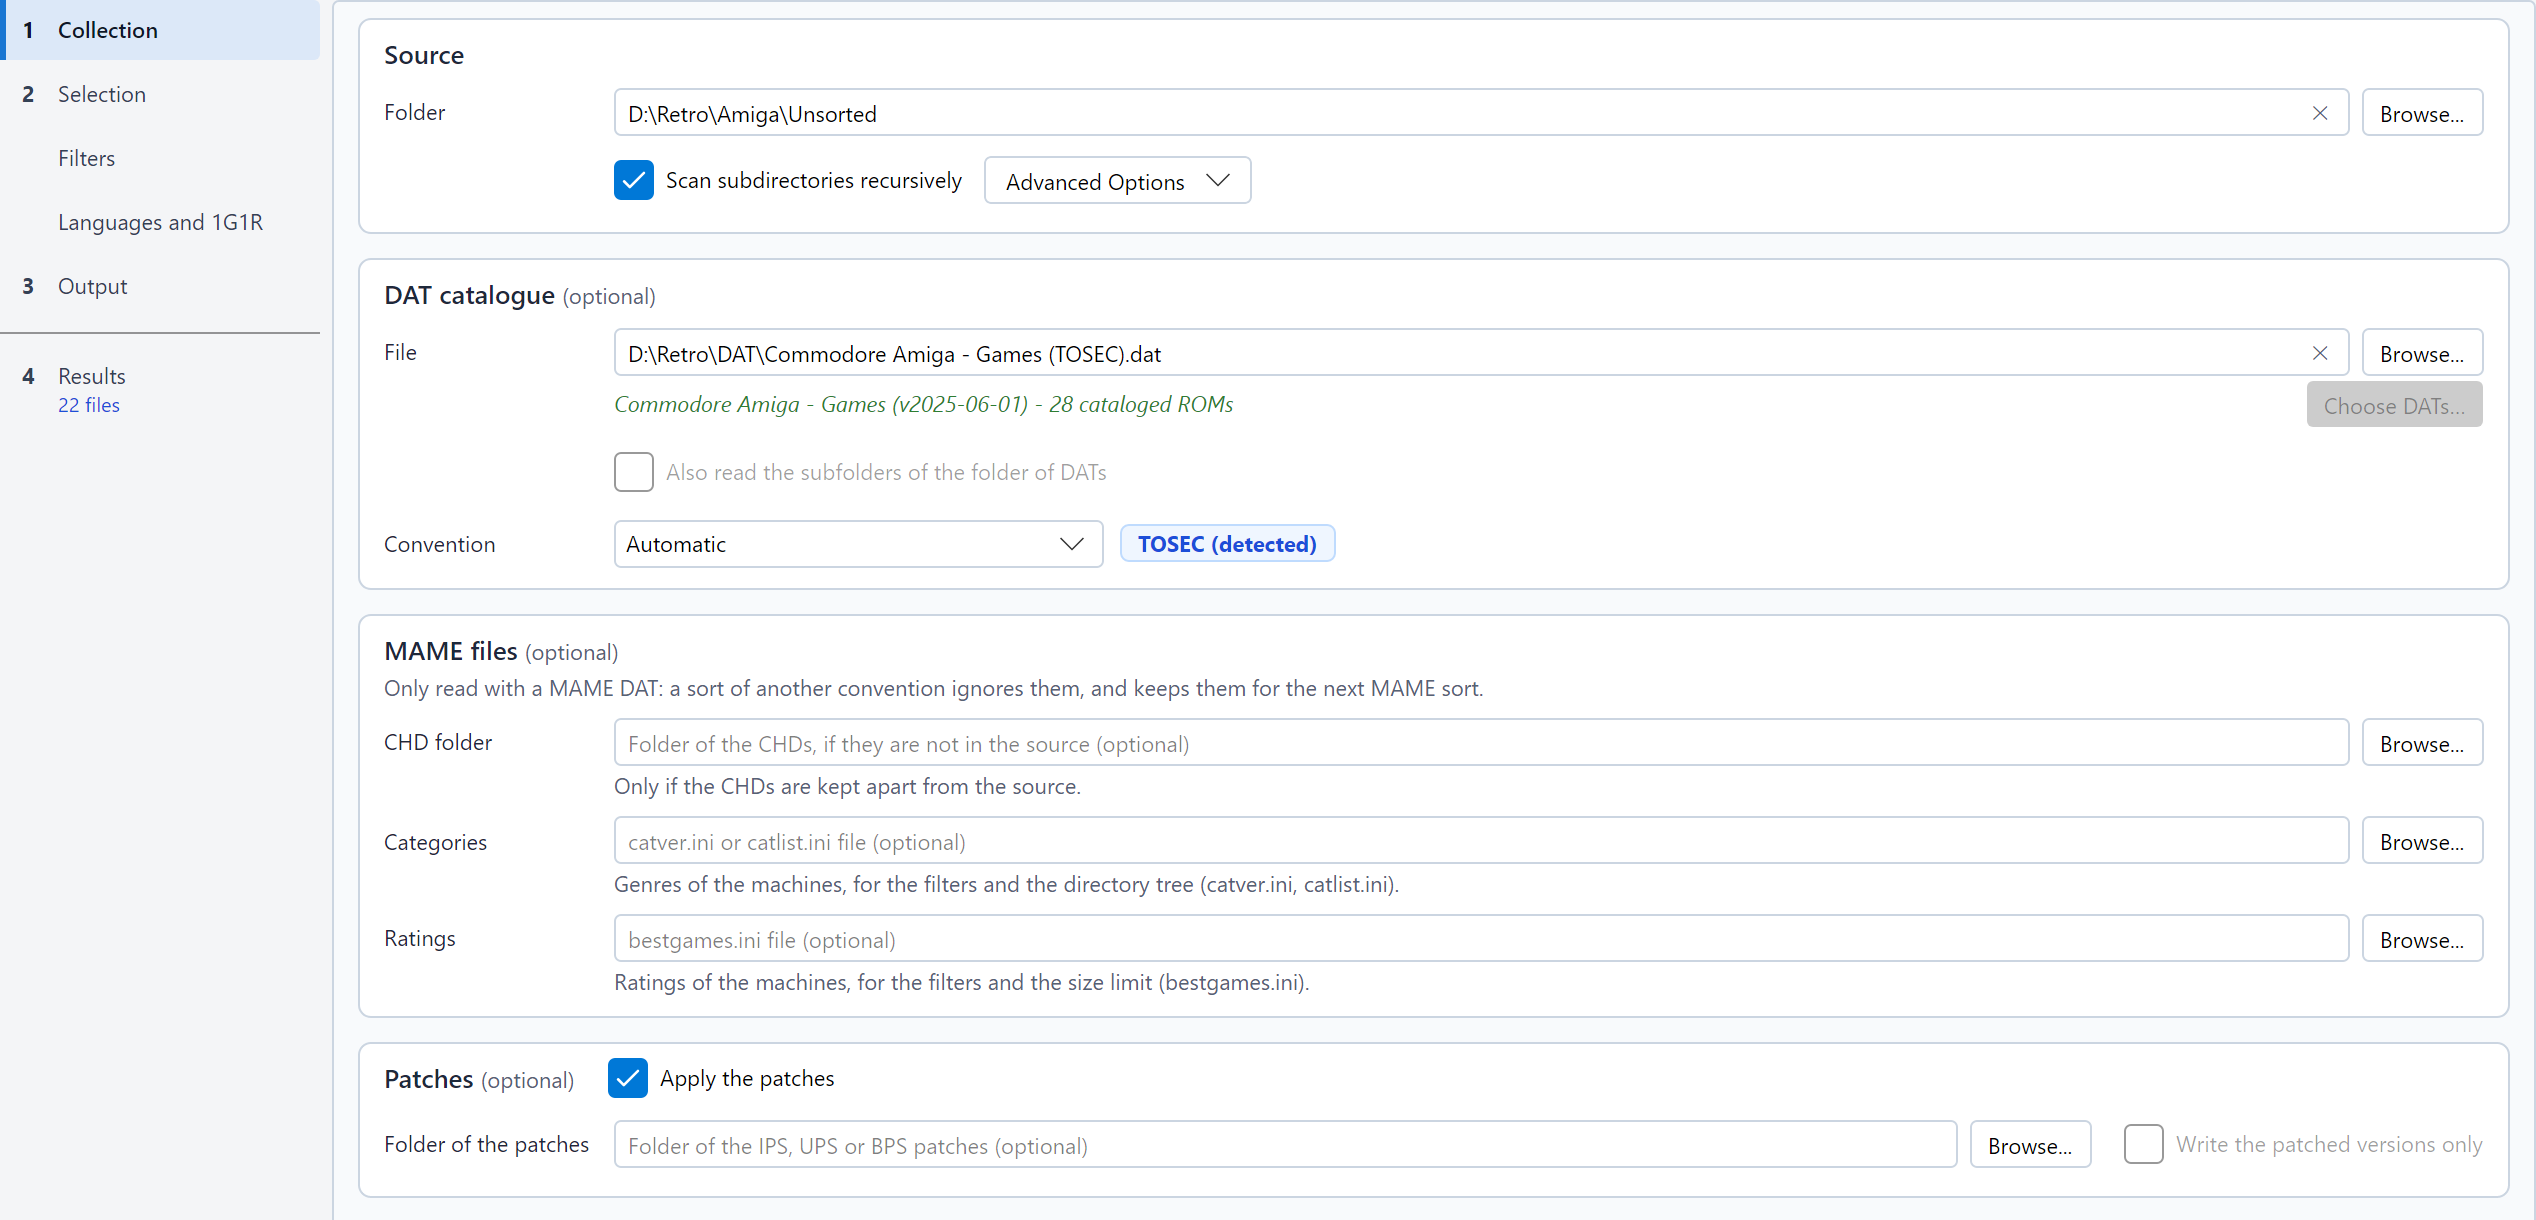 1 Collection
2 Selection
Filters
Languages and 1G1R
3 Output
4 Results
22 files
Source
Folder D:\Retro\Amiga\Unsorted Browse...
Scan subdirectories recursively Advanced Options
DAT catalogue (optional)
File D:\Retro\DAT\Commodore Amiga - Games (TOSEC).dat Browse...
Commodore Amiga - Games (v2025-06-01) - 28 cataloged ROMs Choose DATs...
Also read the subfolders of the folder of DATs
Convention Automatic TOSEC (detected)
MAME files (optional)
Only read with a MAME DAT: a sort of another convention ignores them, and keeps them for the next MAME sort.
CHD folder Folder of the CHDs, if they are not in the source (optional) Browse...
Only if the CHDs are kept apart from the source.
Categories catver.ini or catlist.ini file (optional) Browse...
Genres of the machines, for the filters and the directory tree (catver.ini, catlist.ini).
Ratings bestgames.ini file (optional) Browse...
Ratings of the machines, for the filters and the size limit (bestgames.ini).
Patches (optional) Apply the patches
Folder of the patches Folder of the IPS, UPS or BPS patches (optional) Browse... Write the patched versions only